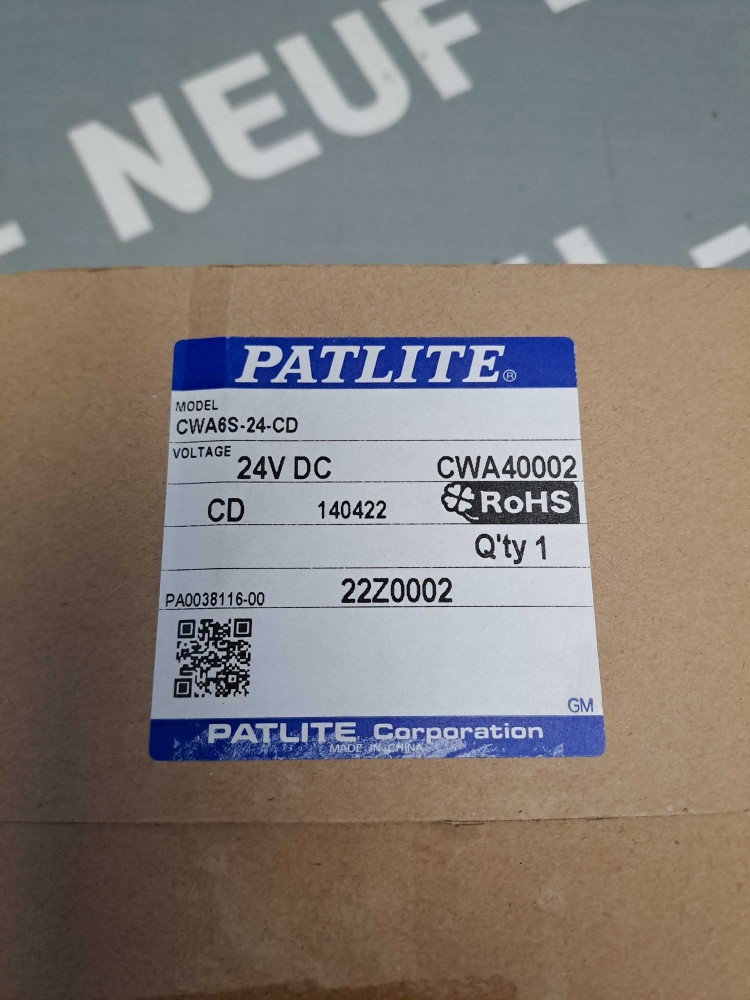 NEUF -
PATLITE®
MODEL
CWA6S-24-CD
VOLTAGE 24V DC CWA40002
CD 140422 RoHS
Q'ty 1
PA0038116-00 22Z0002
GM
PATLITE Corporation
MADE IN CHINA